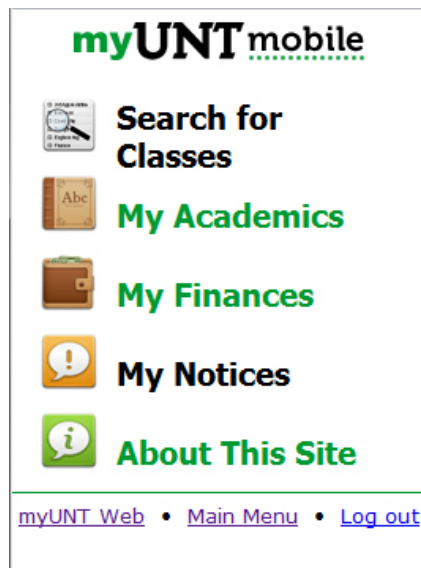 myUNT mobile
Search for
Classes
Abc
My Academics
My Finances
My Notices
About This Site
myUNT Web • Main Menu • Log out